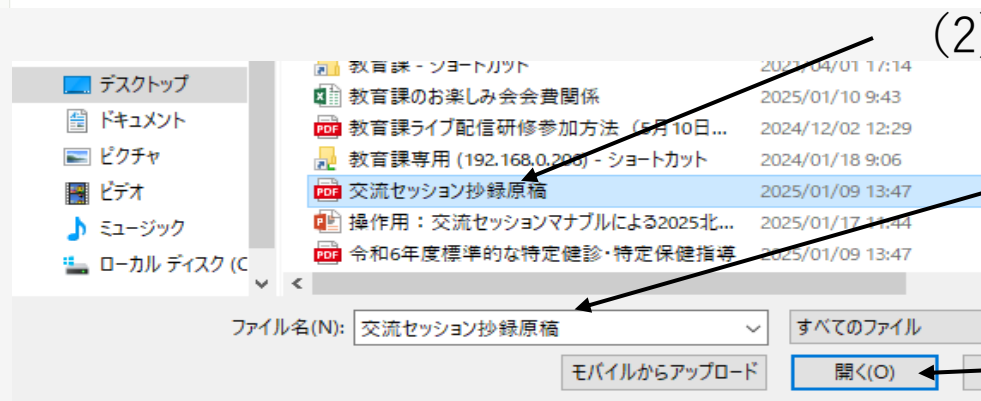 (2)
デスクトップ
ドキュメント
ピクチャ
ビデオ
ミュージック
ローカル ディスク (C
教育課 - ショートカット 2021/04/01 17:14
教育課のお楽しみ会会費関係 2025/01/10 9:43
教育課ライブ配信研修参加方法（5月10日... 2024/12/02 12:29
教育課専用 (192.168.0.206) - ショートカット 2024/01/18 9:06
交流セッション抄録原稿 2025/01/09 13:47
操作用：交流セッションマナブルによる2025北... 2025/01/17 11:44
令和6年度標準的な特定健診・特定保健指導 2025/01/09 13:47
ファイル名(N): 交流セッション抄録原稿 すべてのファイル
モバイルからアップロード 開く(O)